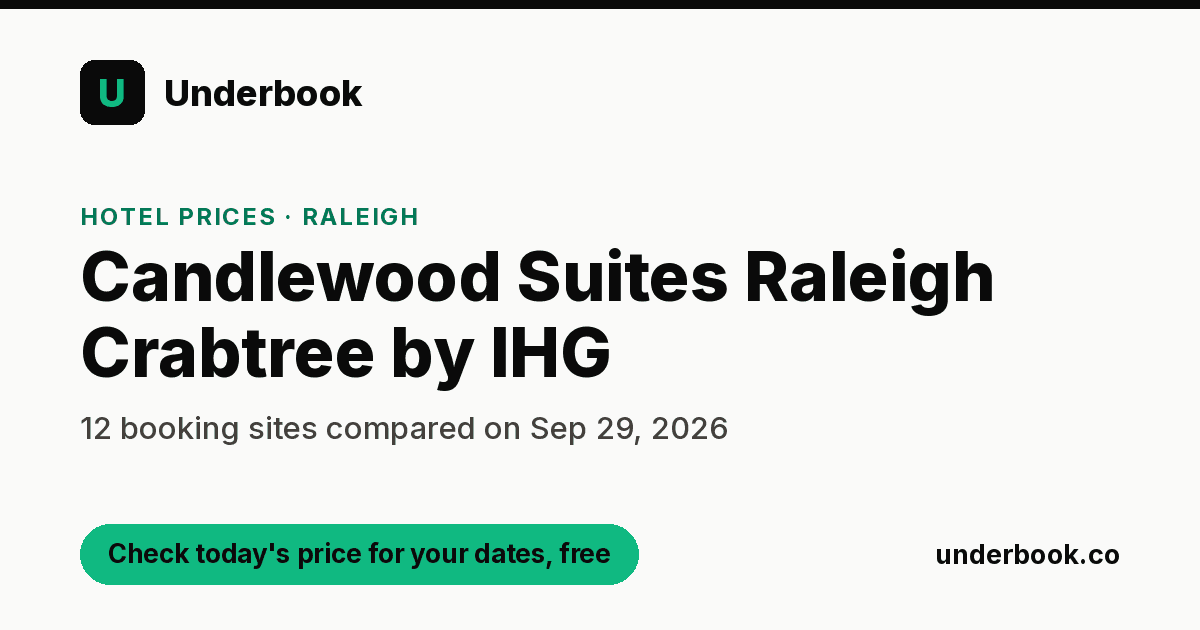 U Underbook
HOTEL PRICES · RALEIGH
Candlewood Suites Raleigh
Crabtree by IHG
12 booking sites compared on Sep 29, 2026
Check today's price for your dates, free
underbook.co